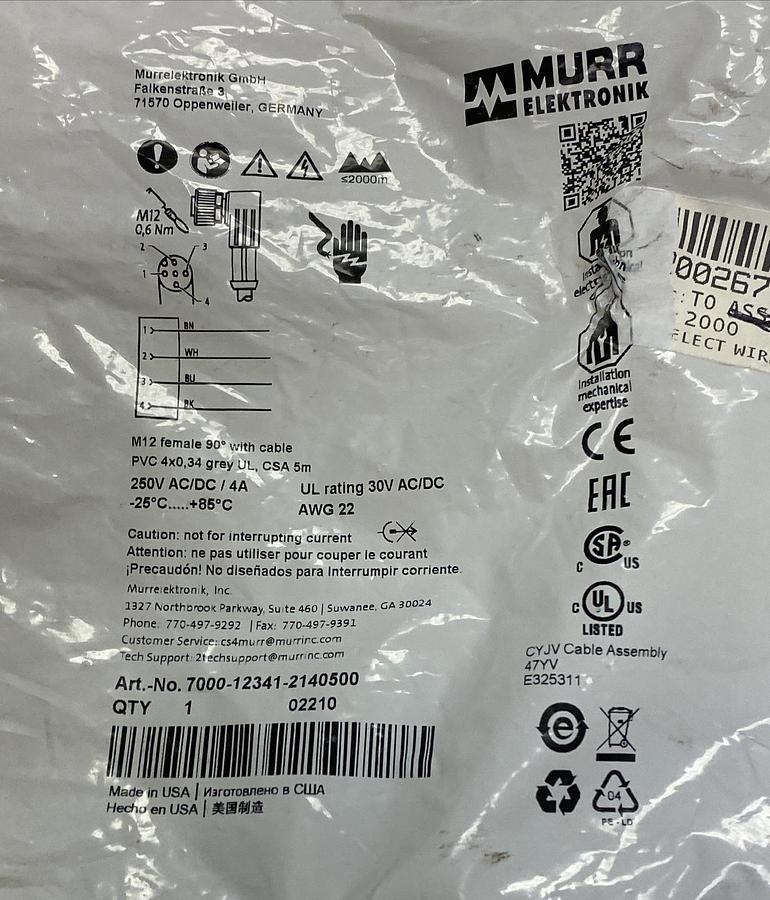 Murrelektronik GmbH
Falkenstraße 3
71570 Oppenweiler, GERMANY
MURR
ELEKTRONIK
≤2000m
M12
0,6 Nm
2 3
1
4
1 BN
2 WH
3 BU
4 BK
Installation
mechanical
expertise
00267
: TO
2000
ELECT WIR
M12 female 90° with cable
PVC 4x0,34 grey UL, CSA 5m
250V AC/DC / 4A UL rating 30V AC/DC
-25°C.....+85°C AWG 22
Caution: not for interrupting current
Attention: ne pas utiliser pour couper le courant
¡Precaudón! No diseñados para Interrumpir corriente.
Murrelektronik, Inc.
1327 Northbrook Parkway, Suite 460 | Suwanee, GA 30024
Phone: 770-497-9292 | Fax: 770-497-9391
Customer Service: cs4murr@murrinc.com
Tech Support: 2techsupport@murrinc.com
Art.-No. 7000-12341-2140500
QTY 1 02210
Made in USA | Изготовлено в США
Hecho en USA | 美国制造
CE
EAC
C SA ® US
C UL US
LISTED
CYJV Cable Assembly
47YV
E325311
e
04
PE-LD